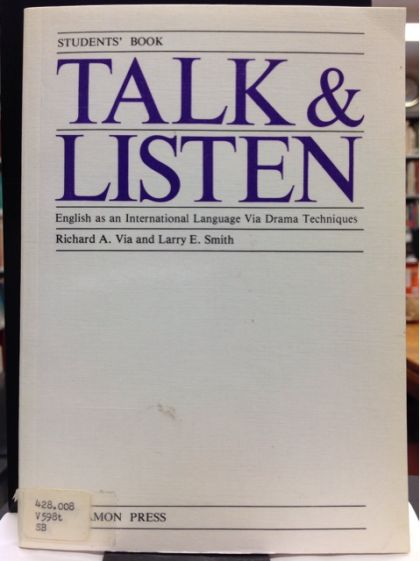 STUDENTS' BOOK
TALK &
LISTEN
English as an International Language Via Drama Techniques
Richard A. Via and Larry E. Smith
428.008
V598t
SB
AMON PRESS